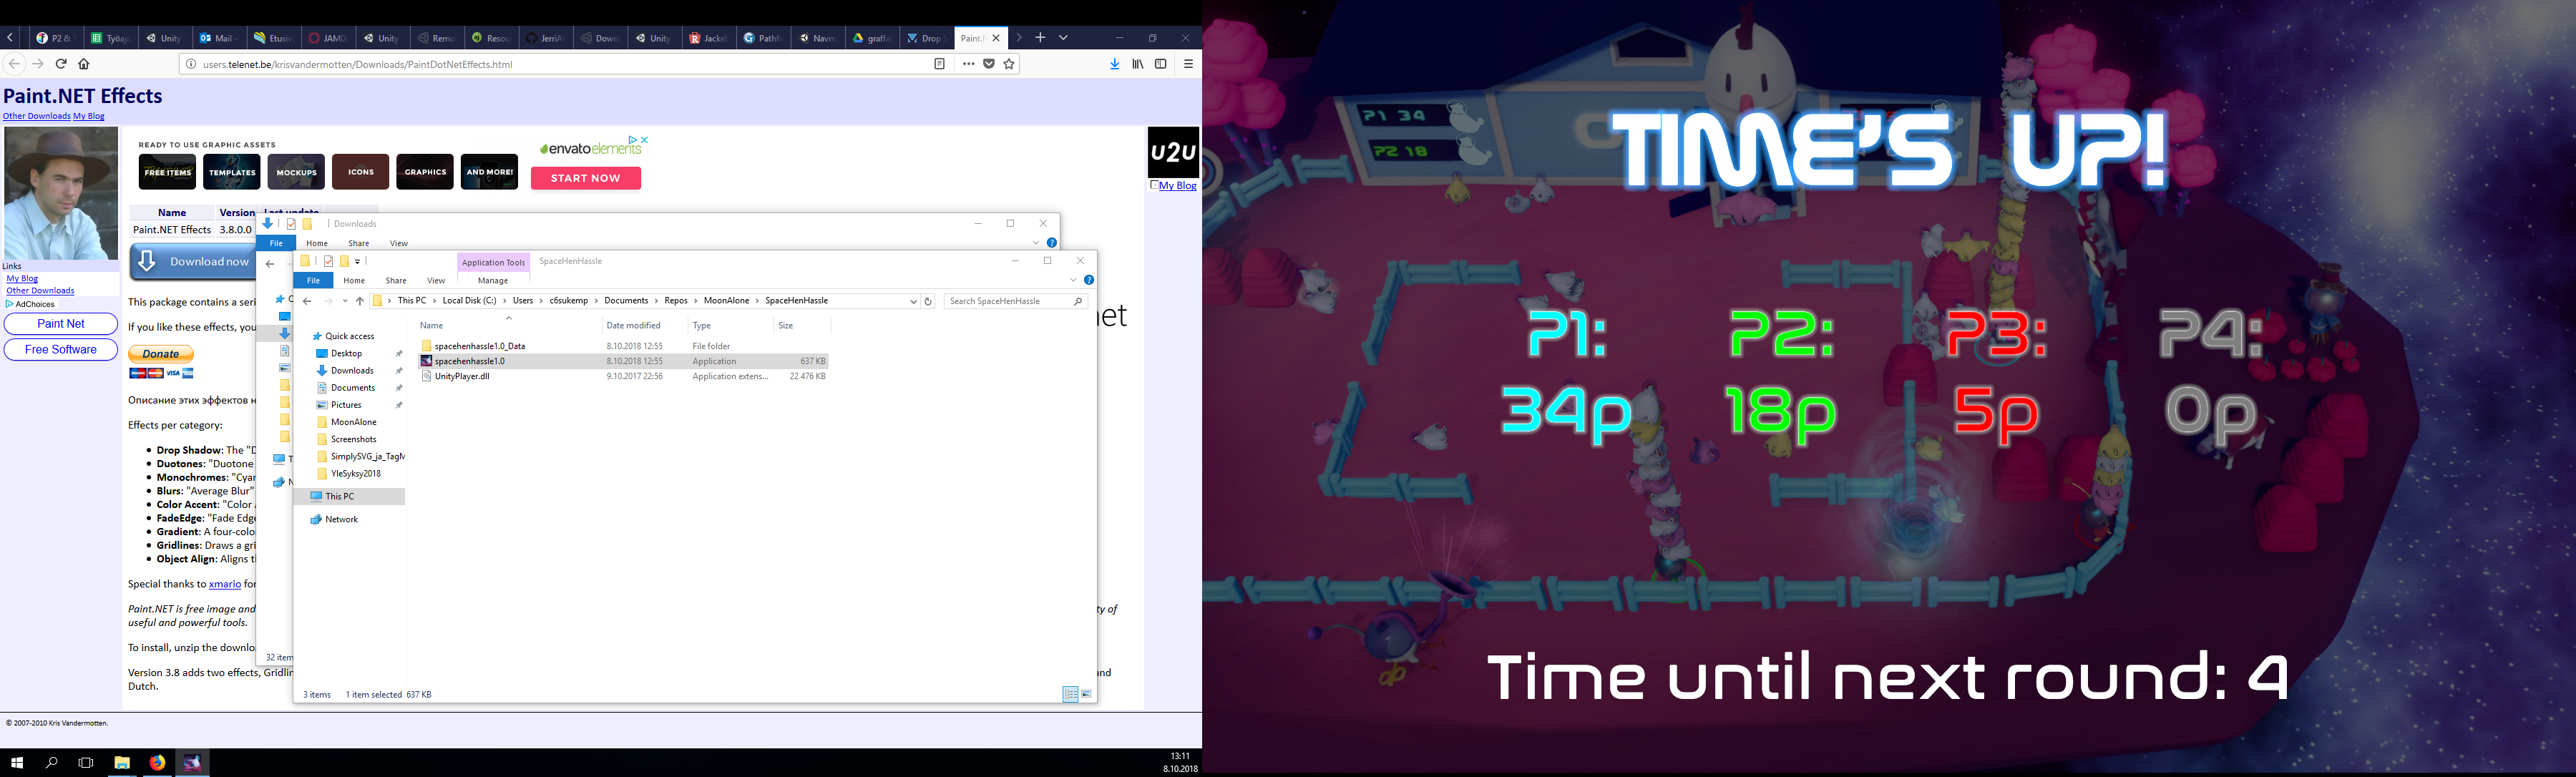 P2 &
Työaja
Unity
Mail -
Etusiv
JAMK
Unity
Remo
Resou
JerriAl
Downl
Unity
Jacket
Pathfi
Navm
graffa
Drop S
Paint.N
users.telenet.be/krisvandermotten/Downloads/PaintDotNetEffects.html
Paint.NET Effects
Other Downloads My Blog
READY TO USE GRAPHIC ASSETS
envatoelements
FREE ITEMS TEMPLATES MOCKUPS ICONS GRAPHICS AND MORE!
START NOW
U2U
My Blog
Name Version Last update
Paint.NET Effects 3.8.0.0
Download now
Links
My Blog
Other Downloads
AdChoices
Paint Net
Free Software
This package contains a seri
If you like these effects, you
Donate
VISA
Описание этих эффектов н
Effects per category:
Drop Shadow: The "D
Duotones: "Duotone
Monochromes: "Cyan
Blurs: "Average Blur"
Color Accent: "Color
FadeEdge: "Fade Edge
Gradient: A four-colo
Gridlines: Draws a gri
Object Align: Aligns th
Special thanks to xmario for
Paint.NET is free image and
ty of
useful and powerful tools.
To install, unzip the downlo
Version 3.8 adds two effects, Gridlin
and
Dutch.
© 2007-2010 Kris Vandermotten.
Downloads
File Home Share View
32 item
Application Tools SpaceHenHassle
File Home Share View Manage
This PC Local Disk (C:) Users c6sukemp Documents Repos MoonAlone SpaceHenHassle
Search SpaceHenHassle
net
Name Date modified Type Size
spacehenhassle1.0_Data 8.10.2018 12:55 File folder
spacehenhassle1.0 8.10.2018 12:55 Application 637 KB
UnityPlayer.dll 9.10.2017 22:56 Application extens... 22 476 KB
Quick access
Desktop
Downloads
Documents
Pictures
MoonAlone
Screenshots
SimplySVG_ja_TagM
YleSyksy2018
This PC
Network
3 items 1 item selected 637 KB
13:11
8.10.2018
P1 34
P2 18
TIME'S UP!
P1: P2: P3: P4:
34p 18p 5p 0p
Time until next round: 4